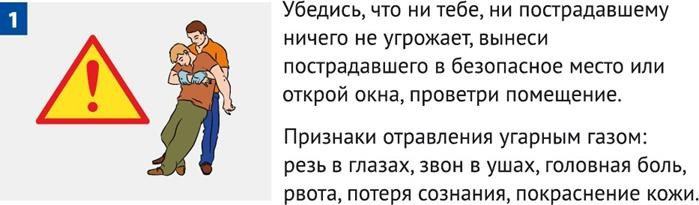 1
Убедись, что ни тебе, ни пострадавшему
ничего не угрожает, вынеси
пострадавшего в безопасное место или
открой окна, проветри помещение.
Признаки отравления угарным газом:
резь в глазах, звон в ушах, головная боль,
рвота, потеря сознания, покраснение кожи.